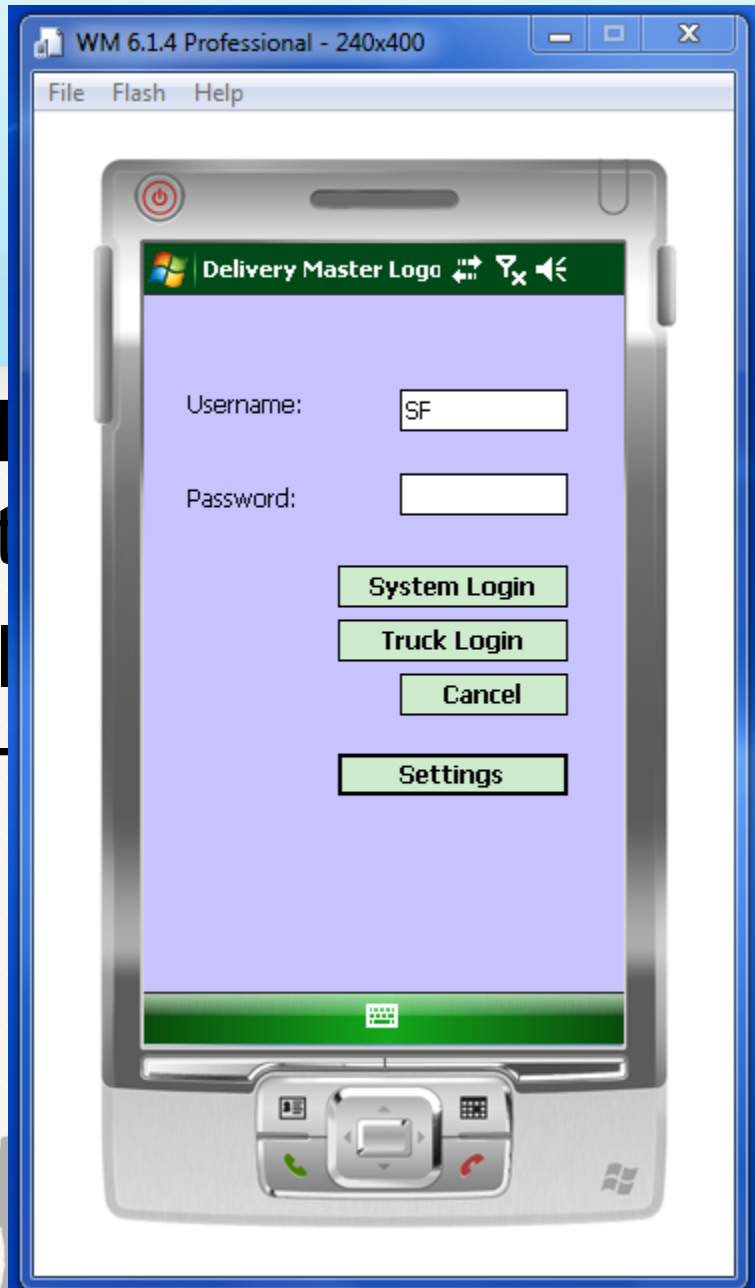 WM 6.1.4 Professional - 240x400
File Flash Help
Delivery Master Logo
Username: SF
Password:
System Login
Truck Login
Cancel
Settings